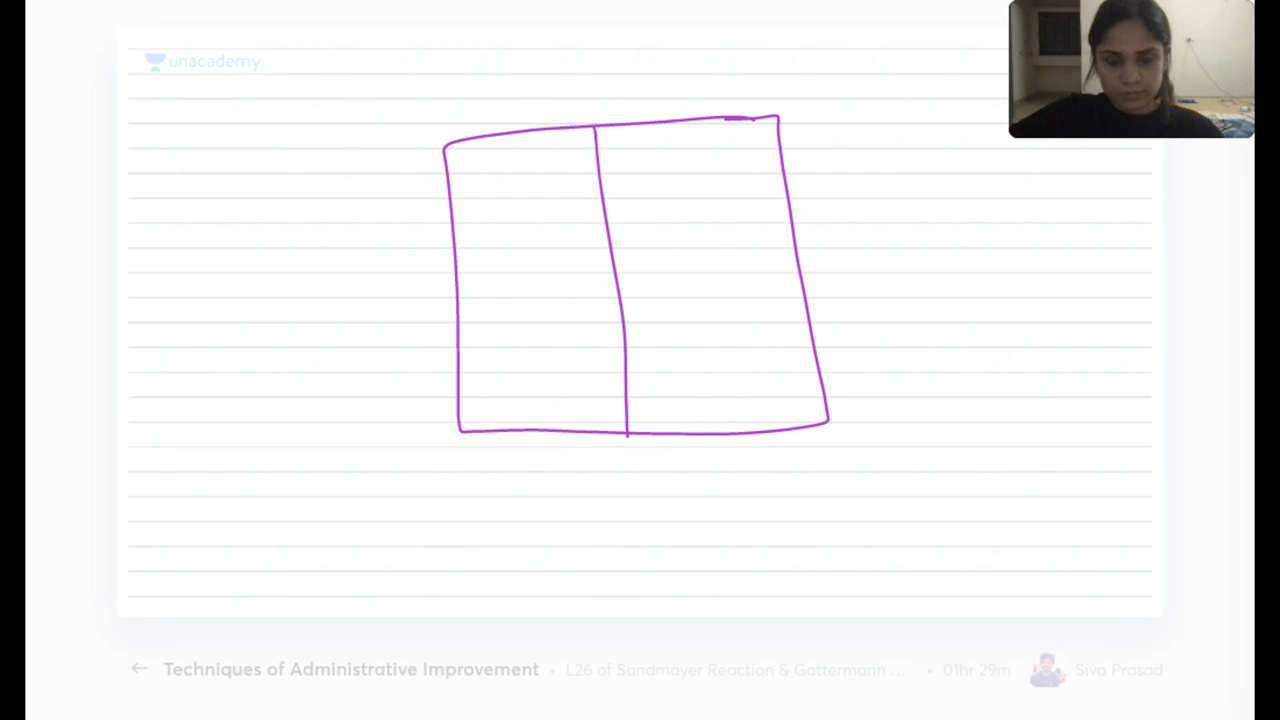 unacademy
Techniques of Administrative Improvement • L26 of Sandmayer Reaction & Gattermann ... • 01hr 29m Siva Prasad